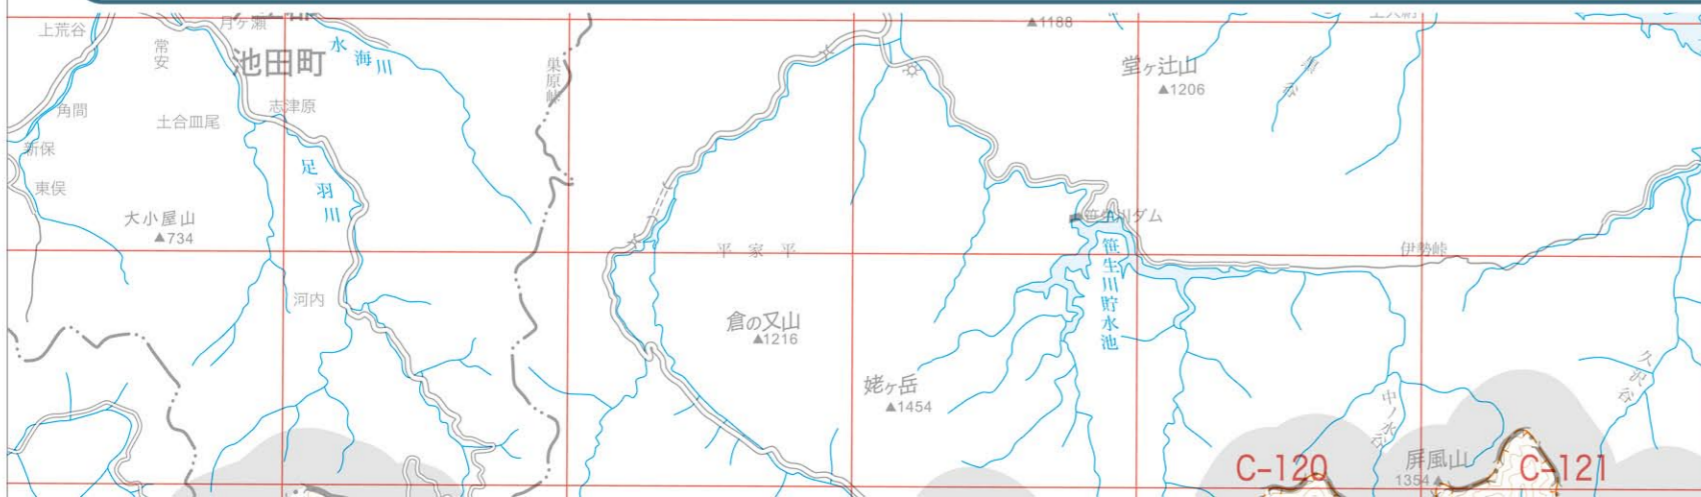 上荒谷
月ヶ瀬
▲1188
常安
池田町
水海川
巣原峠
堂ヶ辻山
▲1206
角間
志津原
土合皿尾
新保
足羽川
東俣
大小屋山
▲734
笹生川ダム
平家平
笹生川貯水池
伊勢峠
河内
倉の又山
▲1216
姥ヶ岳
▲1454
久沢谷
中ノ水谷
屏風山
1354▲
C-120
C-121